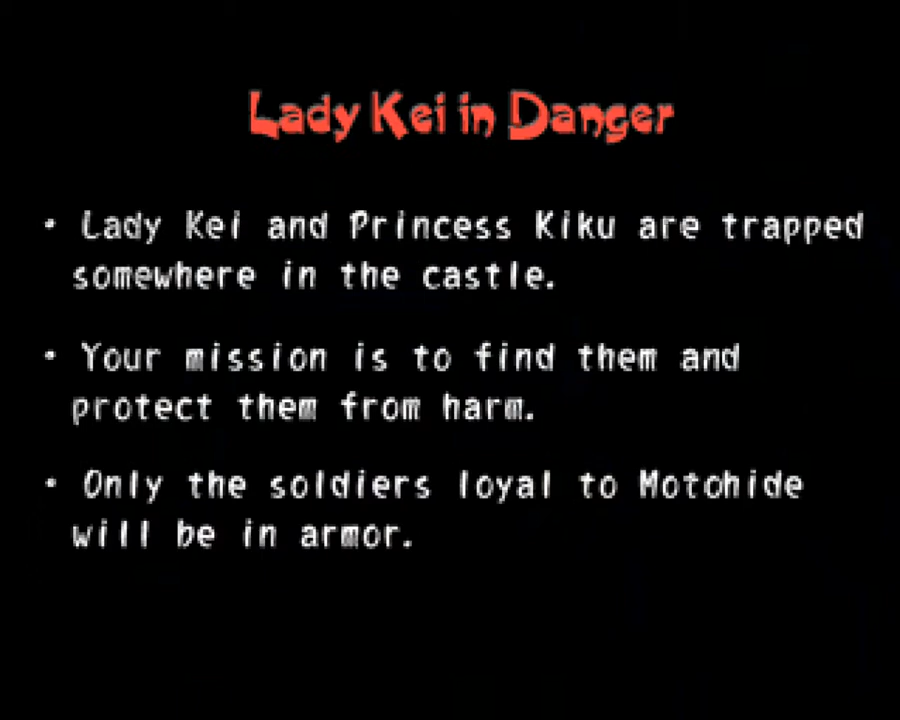 Lady Kei in Danger
• Lady Kei and Princess Kiku are trapped
somewhere in the castle.
• Your mission is to find them and
protect them from harm.
• Only the soldiers loyal to Motohide
will be in armor.